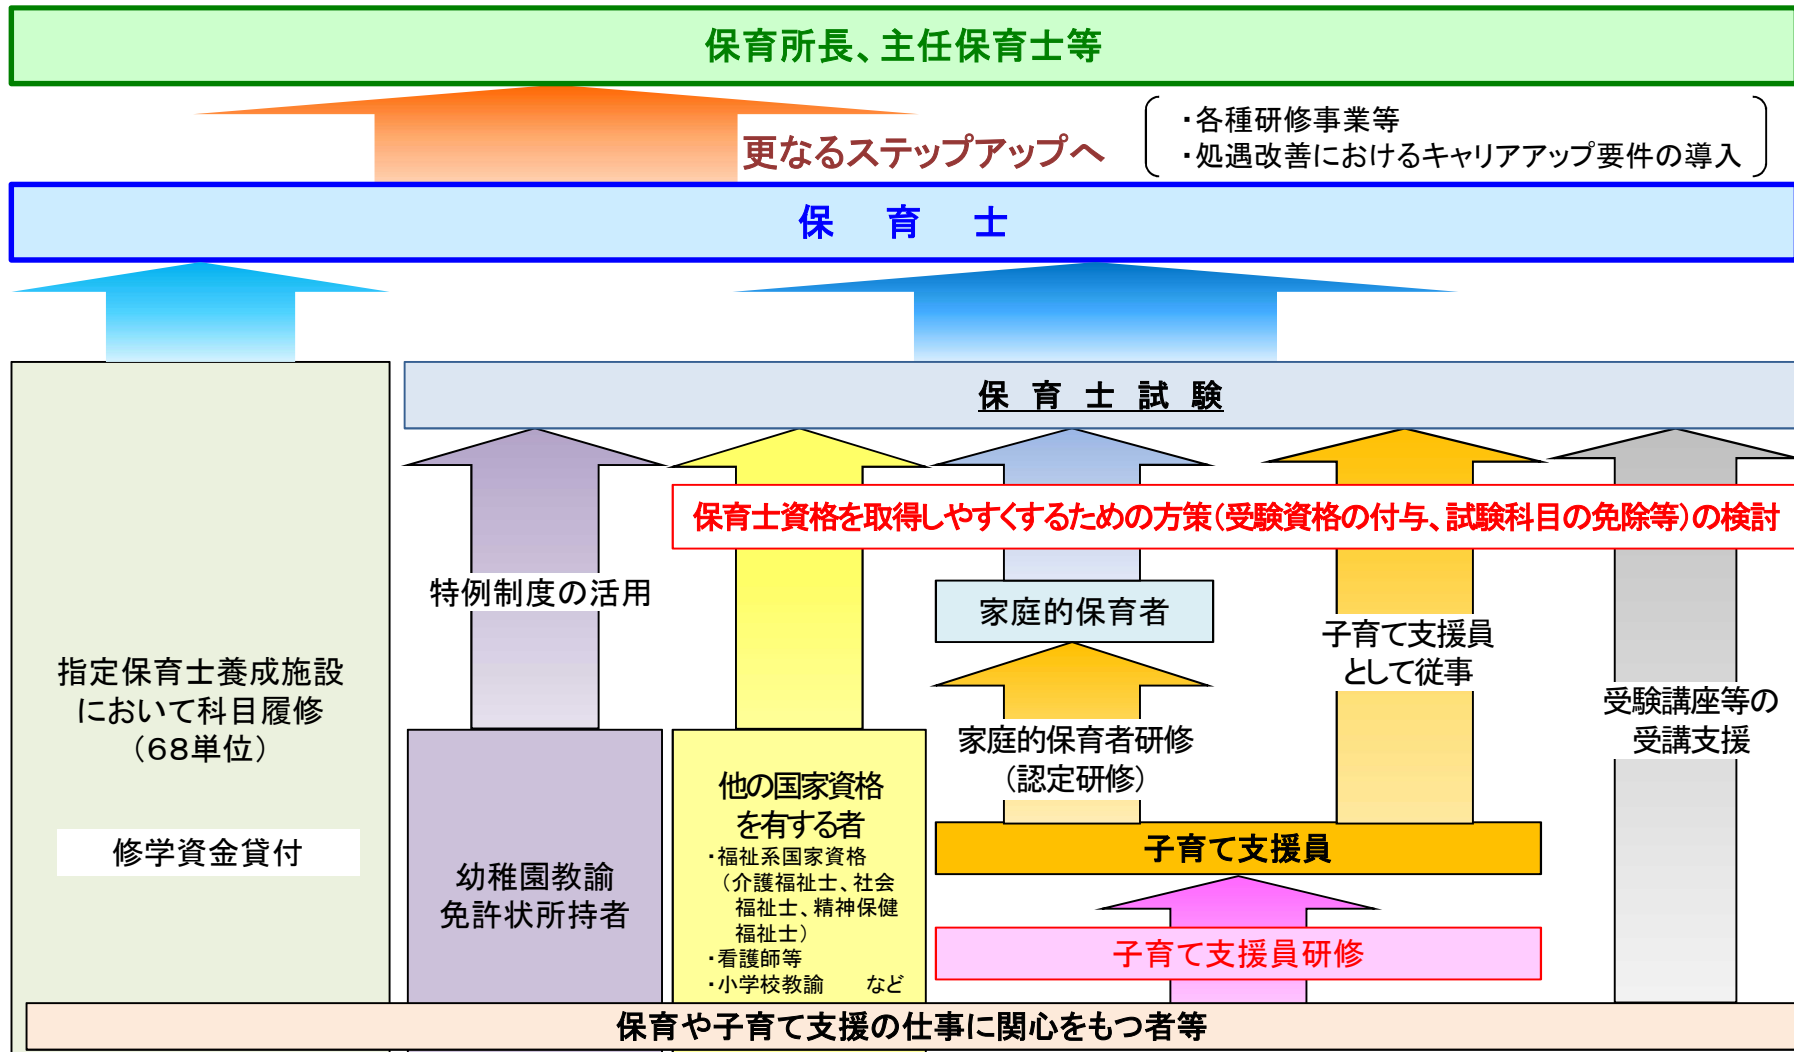 保育所長、主任保育士等
更なるステップアップへ
・各種研修事業等
・処遇改善におけるキャリアアップ要件の導入
保　育　士
保 育 士 試 験
保育士資格を取得しやすくするための方策（受験資格の付与、試験科目の免除等）の検討
指定保育士養成施設
において科目履修
（68単位）
修学資金貸付
特例制度の活用
幼稚園教諭
免許状所持者
他の国家資格
を有する者
・福祉系国家資格
（介護福祉士、社会
福祉士、精神保健
福祉士）
・看護師等
・小学校教諭　　など
家庭的保育者
家庭的保育者研修
（認定研修）
子育て支援員
として従事
子育て支援員
子育て支援員研修
受験講座等の
受講支援
保育や子育て支援の仕事に関心をもつ者等